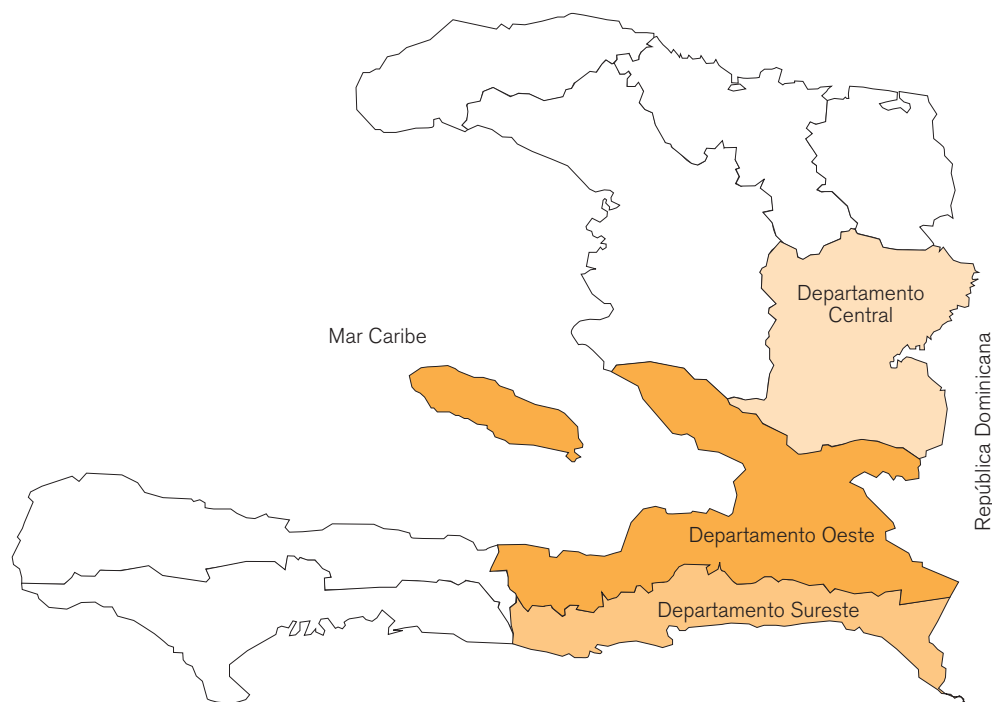 Departamento
Central
Mar Caribe
República Dominicana
Departamento Oeste
Departamento Sureste